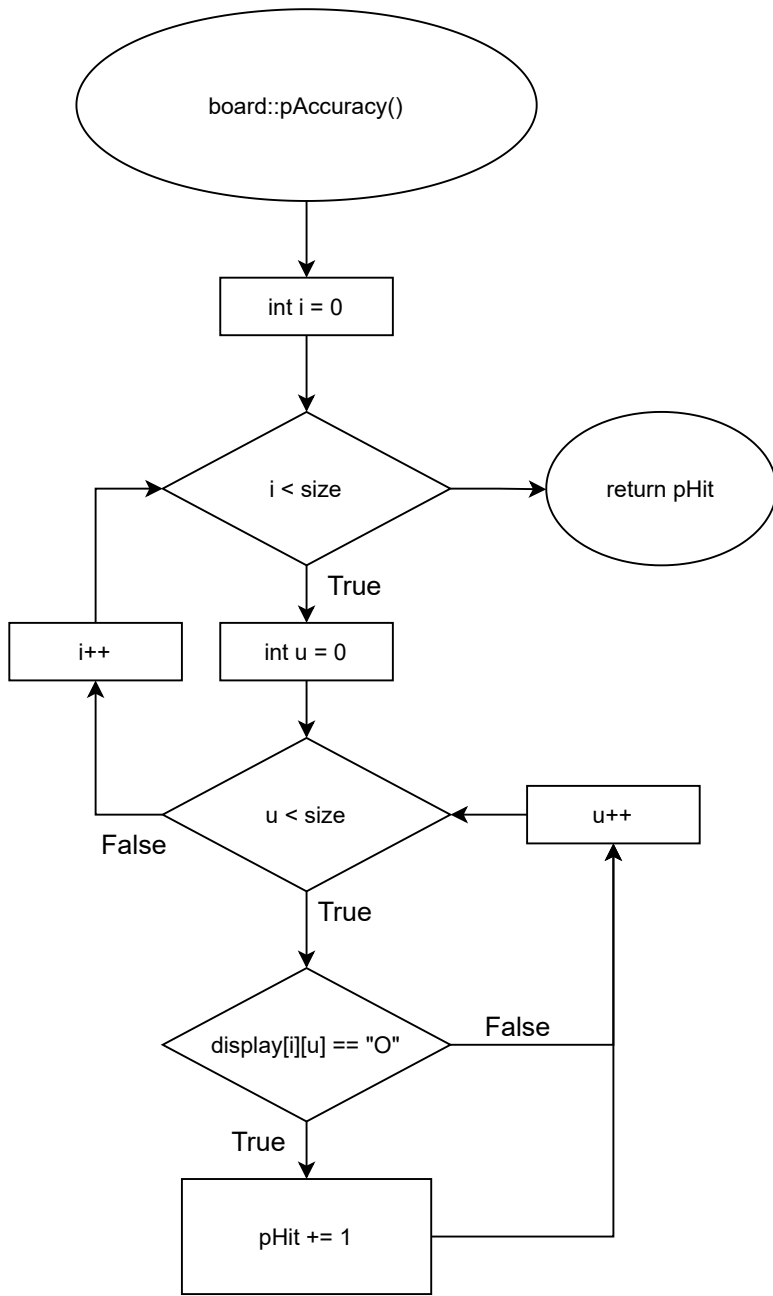 board::pAccuracy()
int i = 0
i < size
return pHit
True
i++
int u = 0
u < size
u++
False
True
display[i][u] == "O"
False
True
pHit += 1